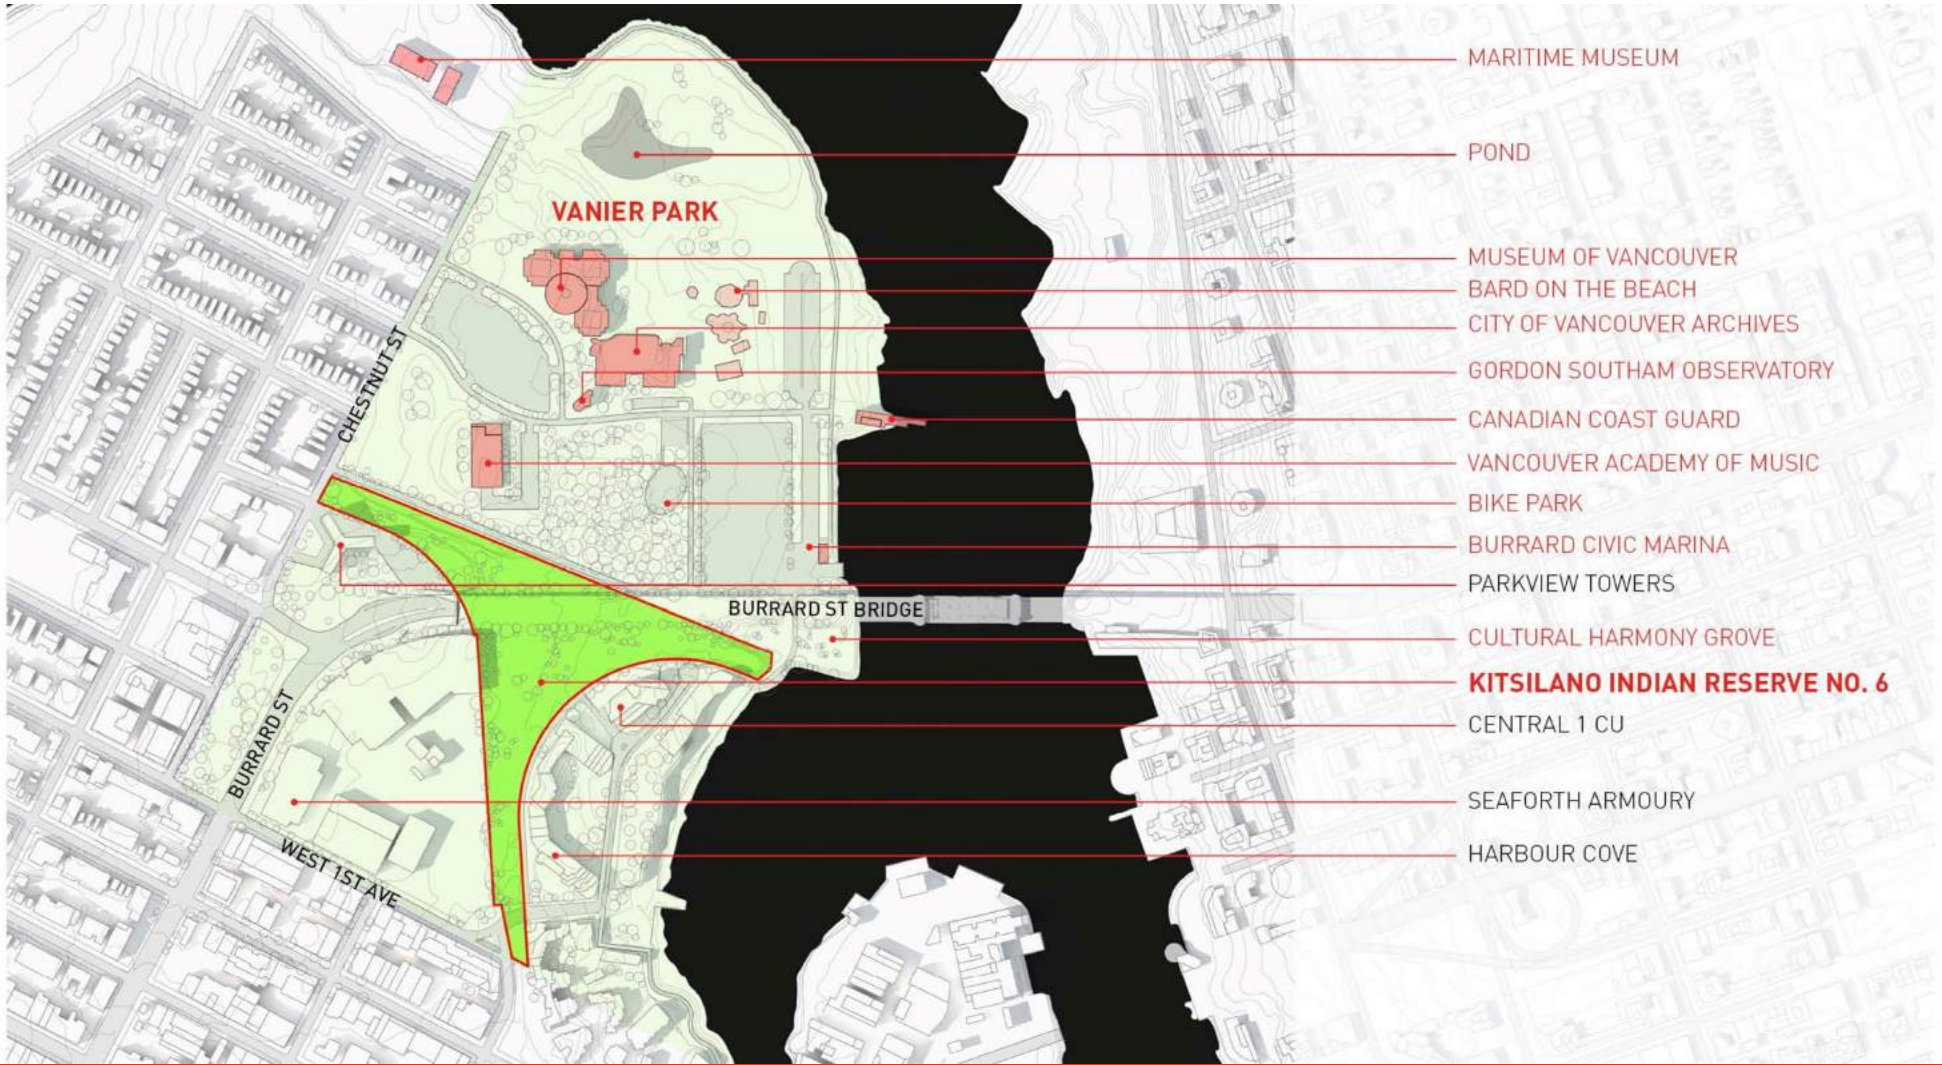 MARITIME MUSEUM
POND
VANIER PARK
MUSEUM OF VANCOUVER
BARD ON THE BEACH
CITY OF VANCOUVER ARCHIVES
GORDON SOUTHAM OBSERVATORY
CHESTNUT ST
CANADIAN COAST GUARD
VANCOUVER ACADEMY OF MUSIC
BIKE PARK
BURRARD CIVIC MARINA
PARKVIEW TOWERS
BURRARD ST BRIDGE
CULTURAL HARMONY GROVE
KITSILANO INDIAN RESERVE NO. 6
CENTRAL 1 CU
BURRARD ST
SEAFORTH ARMOURY
HARBOUR COVE
WEST 1ST AVE